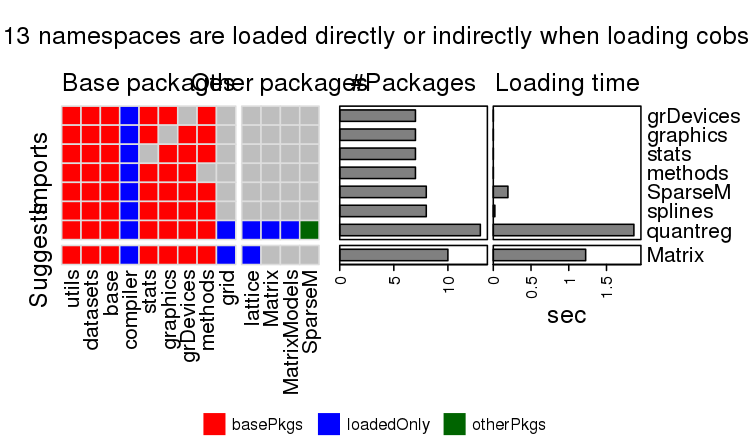 13 namespaces are loaded directly or indirectly when loading cobs
Base packages
Other packages
#Packages
Loading time
Imports
Suggests
grDevices
graphics
stats
methods
SparseM
splines
quantreg
Matrix
utils
datasets
base
compiler
stats
graphics
grDevices
methods
grid
lattice
Matrix
MatrixModels
SparseM
0 5 10
0 0.5 1 1.5
sec
basePkgs loadedOnly otherPkgs